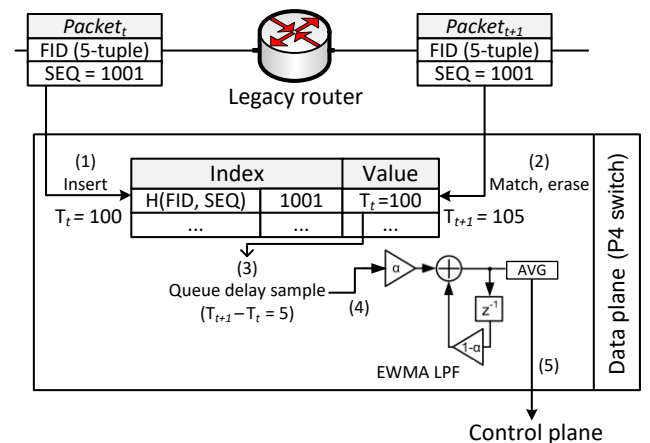 Packet_t
FID (5-tuple)
SEQ = 1001
Legacy router
Packet_t+1
FID (5-tuple)
SEQ = 1001
(1)
Insert
T_t = 100
Index Value
H(FID, SEQ) 1001 T_t =100
... ... ...
(2)
Match, erase
T_t+1 = 105
(3)
Queue delay sample
(T_t+1 – T_t = 5)
(4)
α
AVG
z⁻¹
1-α
EWMA LPF
(5)
Data plane (P4 switch)
Control plane